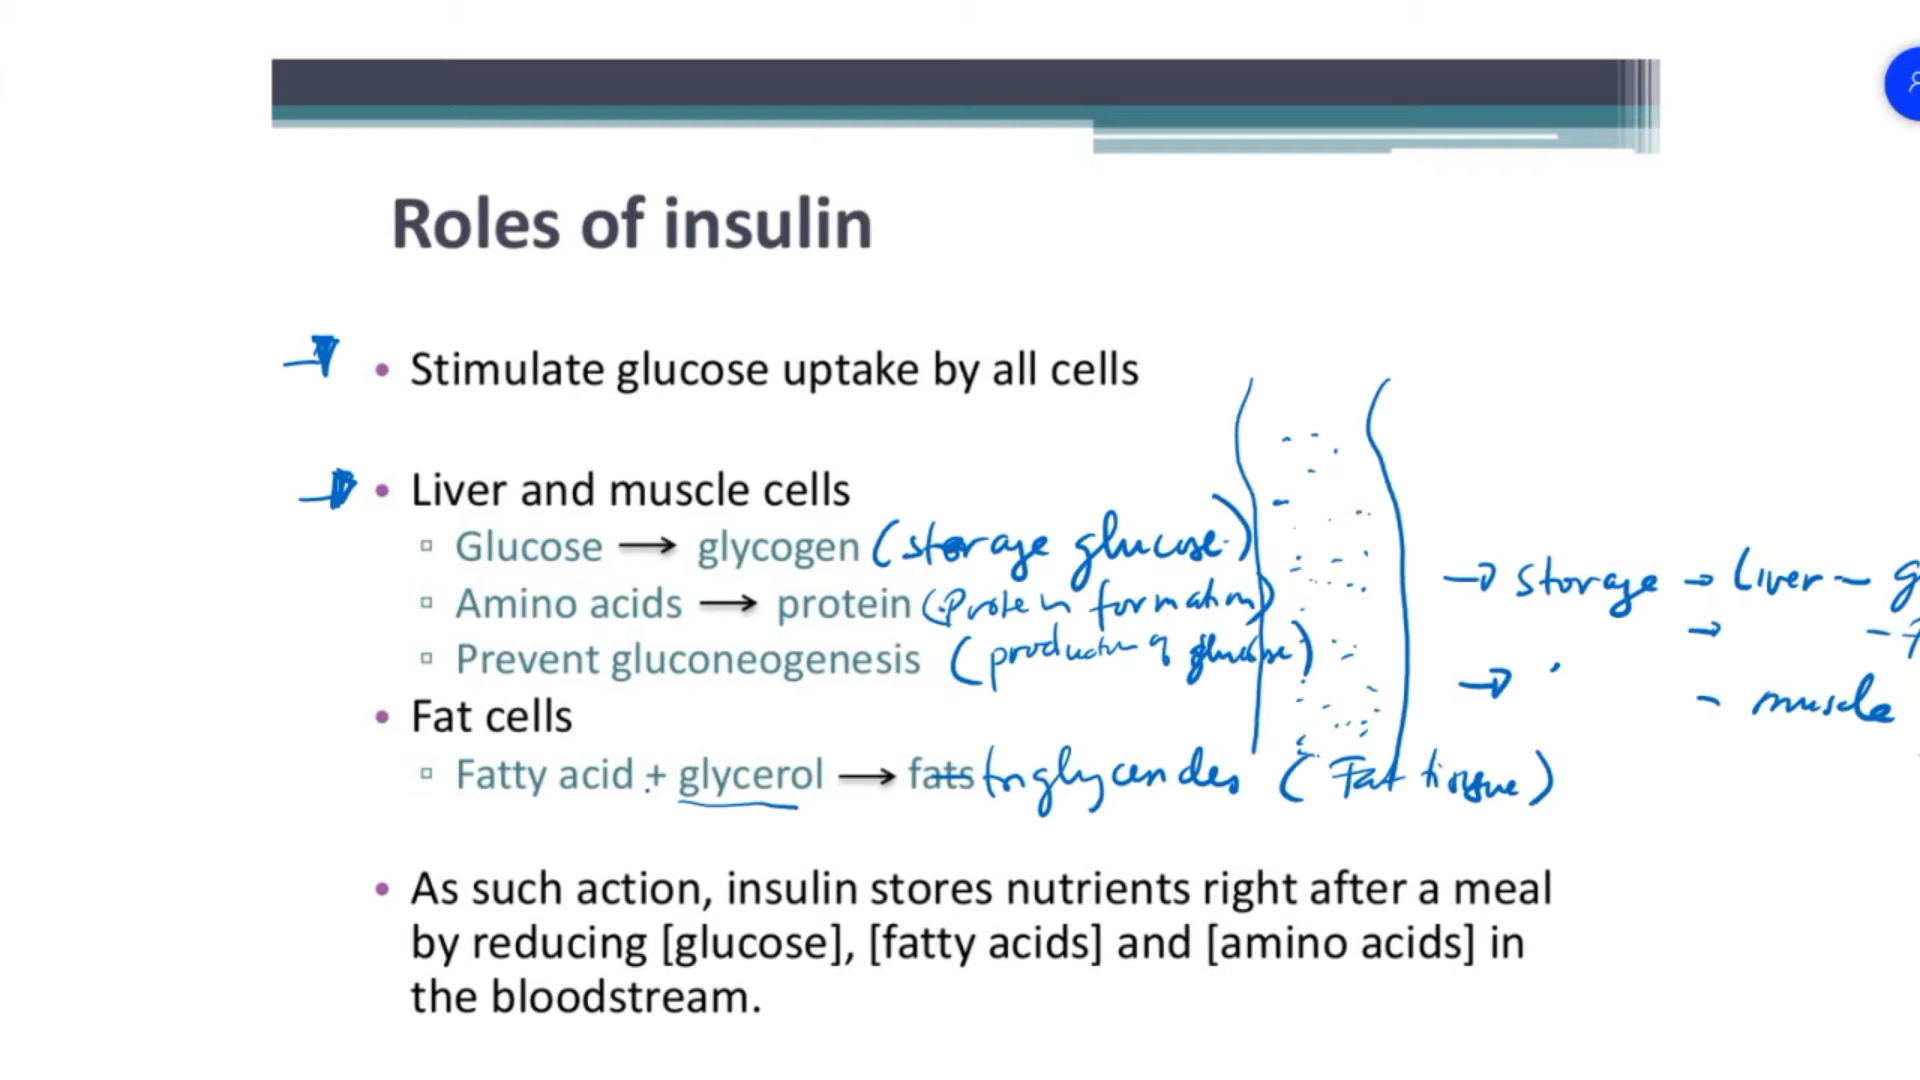 Roles of insulin
• Stimulate glucose uptake by all cells
• Liver and muscle cells
▫ Glucose → glycogen (storage glucose)
▫ Amino acids → protein (Protein formation)
▫ Prevent gluconeogenesis (production of glucose)
→ storage → Liver –
→
→ – muscle
• Fat cells
▫ Fatty acid + glycerol → fats triglycerides (Fat tissue)
• As such action, insulin stores nutrients right after a meal
by reducing [glucose], [fatty acids] and [amino acids] in
the bloodstream.